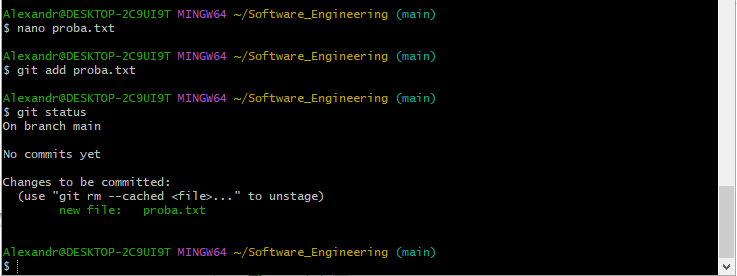 Alexandr@DESKTOP-2C9UI9T MINGW64 ~/Software_Engineering (main)
$ nano proba.txt
Alexandr@DESKTOP-2C9UI9T MINGW64 ~/Software_Engineering (main)
$ git add proba.txt
Alexandr@DESKTOP-2C9UI9T MINGW64 ~/Software_Engineering (main)
$ git status
On branch main
No commits yet
Changes to be committed:
  (use "git rm --cached <file>..." to unstage)
        new file:   proba.txt
Alexandr@DESKTOP-2C9UI9T MINGW64 ~/Software_Engineering (main)
$